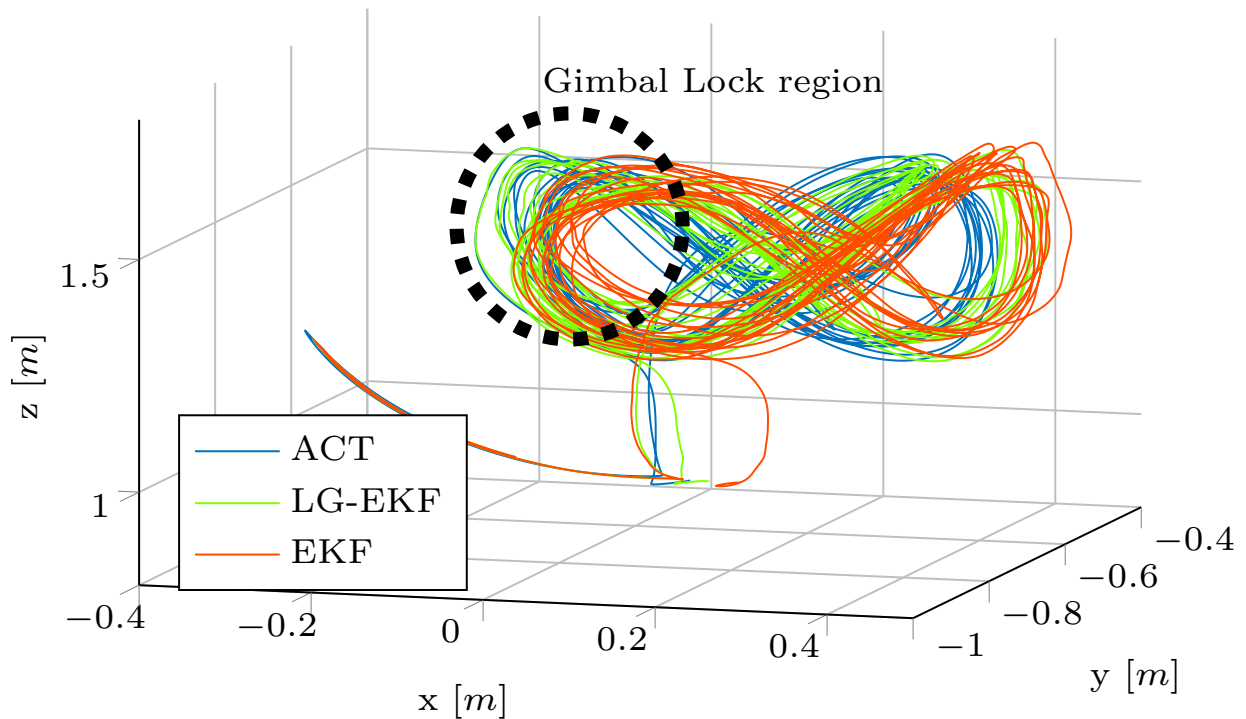 Gimbal Lock region
1.5
1
z [m]
ACT
LG-EKF
EKF
−0.4
−0.2
0
0.2
0.4
x [m]
−1
−0.8
−0.6
−0.4
y [m]